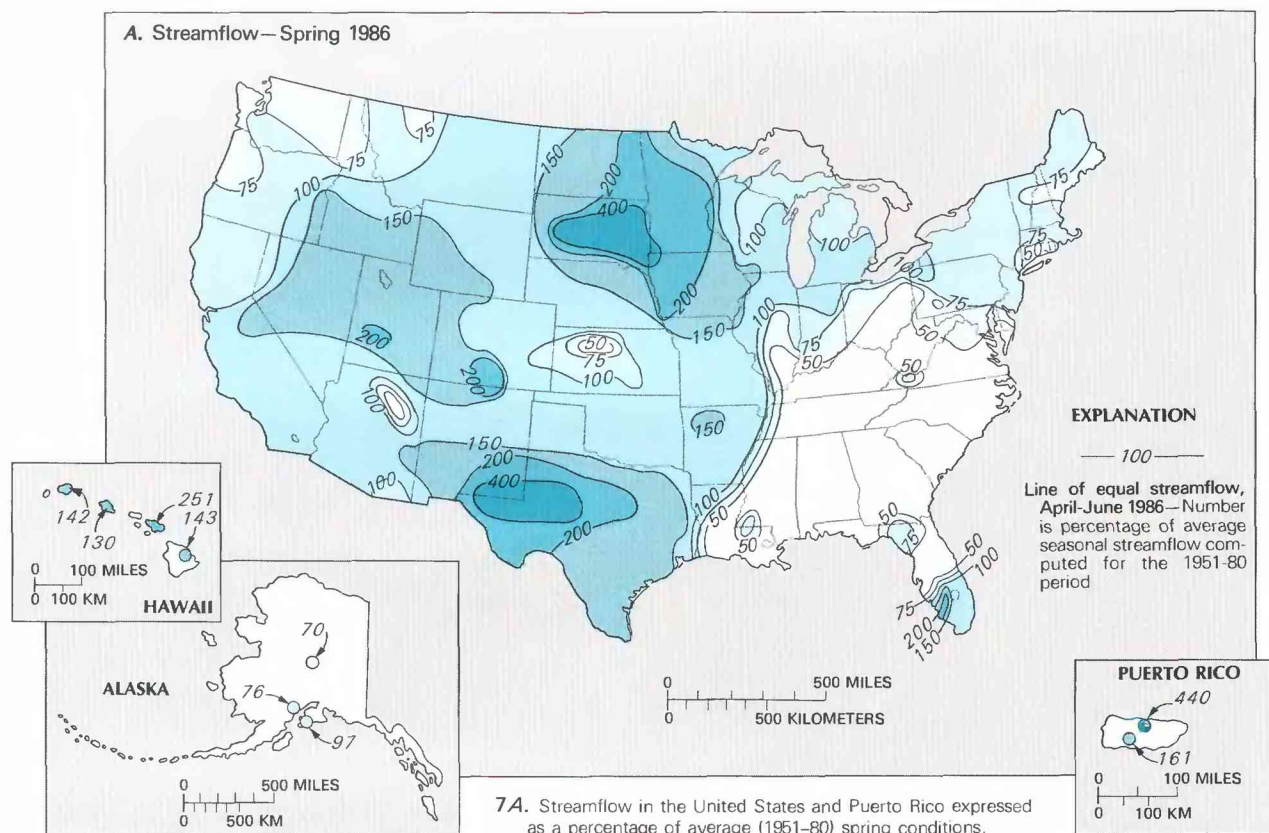 A. Streamflow—Spring 1986
75
75
75
100
150
150
200
400
100
100
75
75
50
200
150
100
75
50
75
50
50
200
200
50
75
100
100
150
150
200
400
100
200
100
50
50
50
75
50
100
75
200
150
EXPLANATION
100
Line of equal streamflow,
April-June 1986—Number
is percentage of average
seasonal streamflow com-
puted for the 1951-80
period
142
130
251
143
0 100 MILES
0 100 KM
HAWAII
ALASKA
70
76
97
0 500 MILES
0 500 KM
0 500 MILES
0 500 KILOMETERS
PUERTO RICO
440
161
0 100 MILES
0 100 KM
7A. Streamflow in the United States and Puerto Rico expressed
as a percentage of average (1951–80) spring conditions.